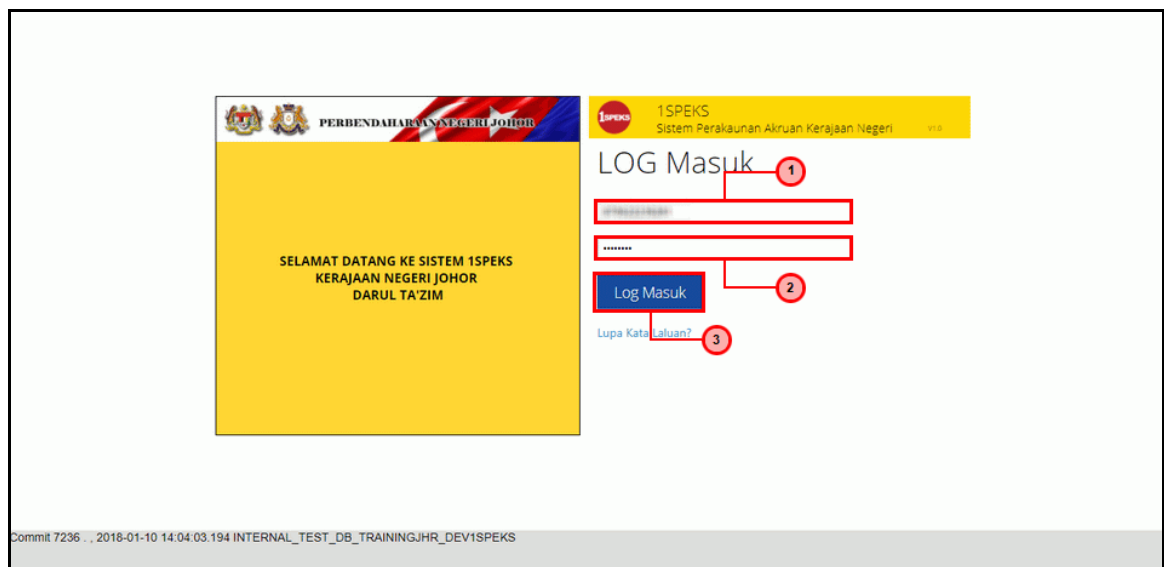 PERBENDAHARAAN NEGERI JOHOR
SELAMAT DATANG KE SISTEM 1SPEKS
KERAJAAN NEGERI JOHOR
DARUL TA'ZIM
1SPEKS
1SPEKS
Sistem Perakaunan Akruan Kerajaan Negeri V1.0
LOG Masuk
1
........
Log Masuk
2
Lupa Kata Laluan?
3
Commit 7236 . , 2018-01-10 14:04:03.194 INTERNAL_TEST_DB_TRAININGJHR_DEV1SPEKS